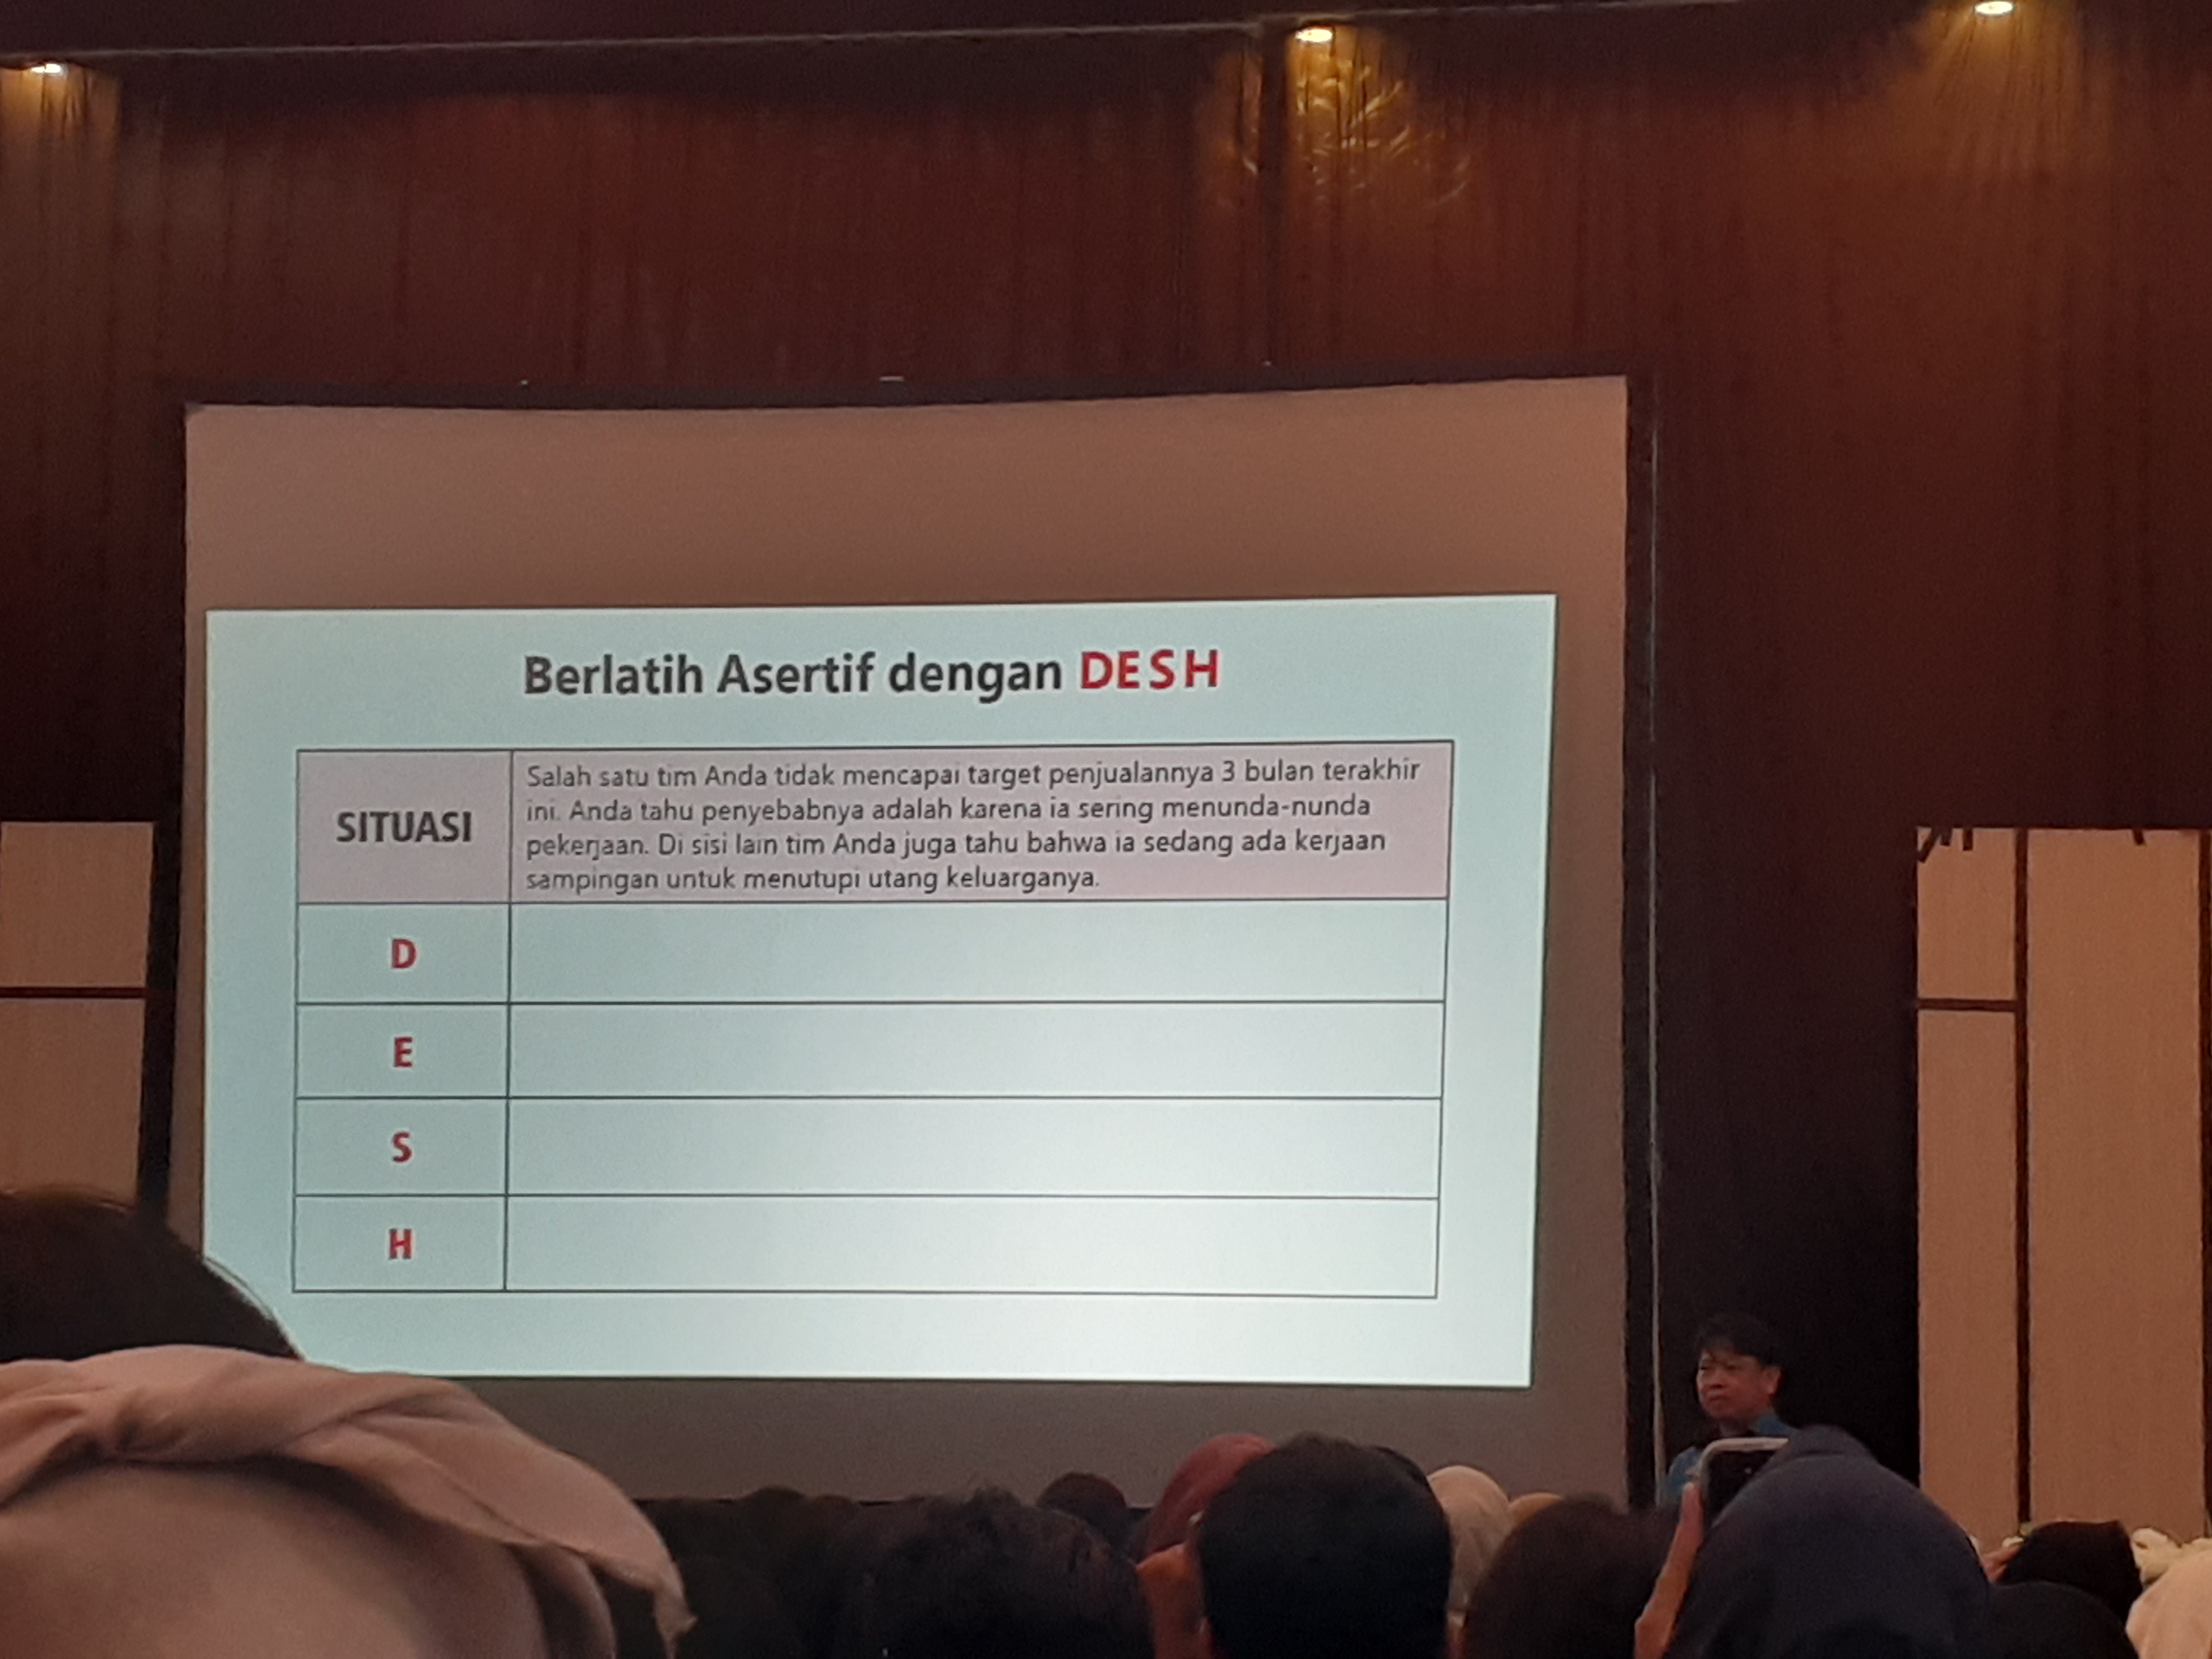 Berlatih Asertif dengan DESH
SITUASI
Salah satu tim Anda tidak mencapai target penjualannya 3 bulan terakhir
ini. Anda tahu penyebabnya adalah karena ia sering menunda-nunda
pekerjaan. Di sisi lain tim Anda juga tahu bahwa ia sedang ada kerjaan
sampingan untuk menutupi utang keluarganya.
D
E
S
H